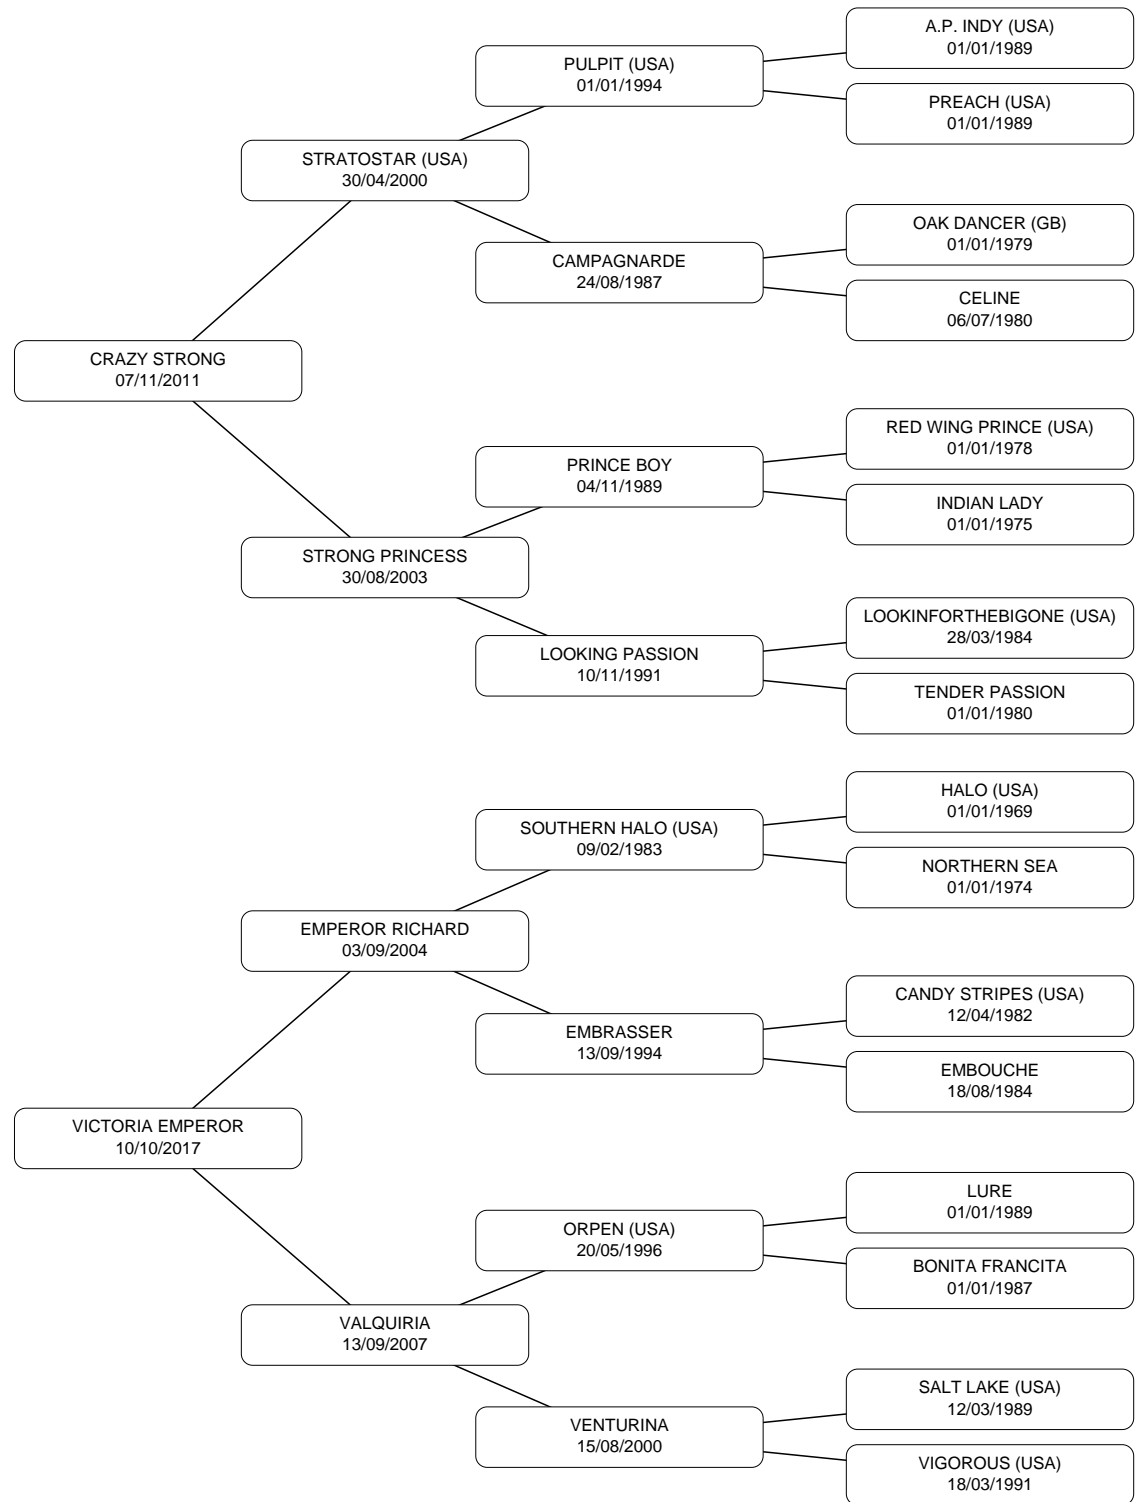 A.P. INDY (USA)
01/01/1989
PULPIT (USA)
01/01/1994
PREACH (USA)
01/01/1989
STRATOSTAR (USA)
30/04/2000
OAK DANCER (GB)
01/01/1979
CAMPAGNARDE
24/08/1987
CELINE
06/07/1980
CRAZY STRONG
07/11/2011
RED WING PRINCE (USA)
01/01/1978
PRINCE BOY
04/11/1989
INDIAN LADY
01/01/1975
STRONG PRINCESS
30/08/2003
LOOKINFORTHEBIGONE (USA)
28/03/1984
LOOKING PASSION
10/11/1991
TENDER PASSION
01/01/1980
HALO (USA)
01/01/1969
SOUTHERN HALO (USA)
09/02/1983
NORTHERN SEA
01/01/1974
EMPEROR RICHARD
03/09/2004
CANDY STRIPES (USA)
12/04/1982
EMBRASSER
13/09/1994
EMBOUCHE
18/08/1984
VICTORIA EMPEROR
10/10/2017
LURE
01/01/1989
ORPEN (USA)
20/05/1996
BONITA FRANCITA
01/01/1987
VALQUIRIA
13/09/2007
SALT LAKE (USA)
12/03/1989
VENTURINA
15/08/2000
VIGOROUS (USA)
18/03/1991